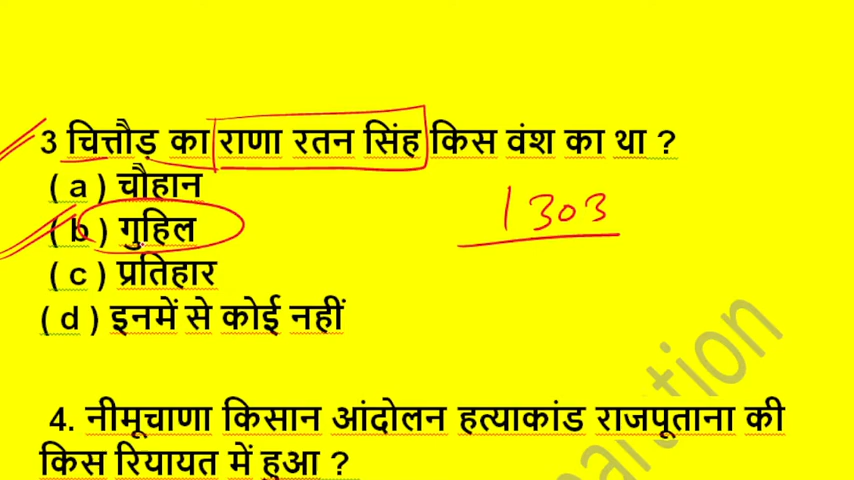 3 चित्तौड़ का राणा रतन सिंह किस वंश का था ?
( a ) चौहान
1303
( b ) गुहिल
( c ) प्रतिहार
( d ) इनमें से कोई नहीं
4. नीमूचाणा किसान आंदोलन हत्याकांड राजपूताना की
किस रियायत में हुआ ?